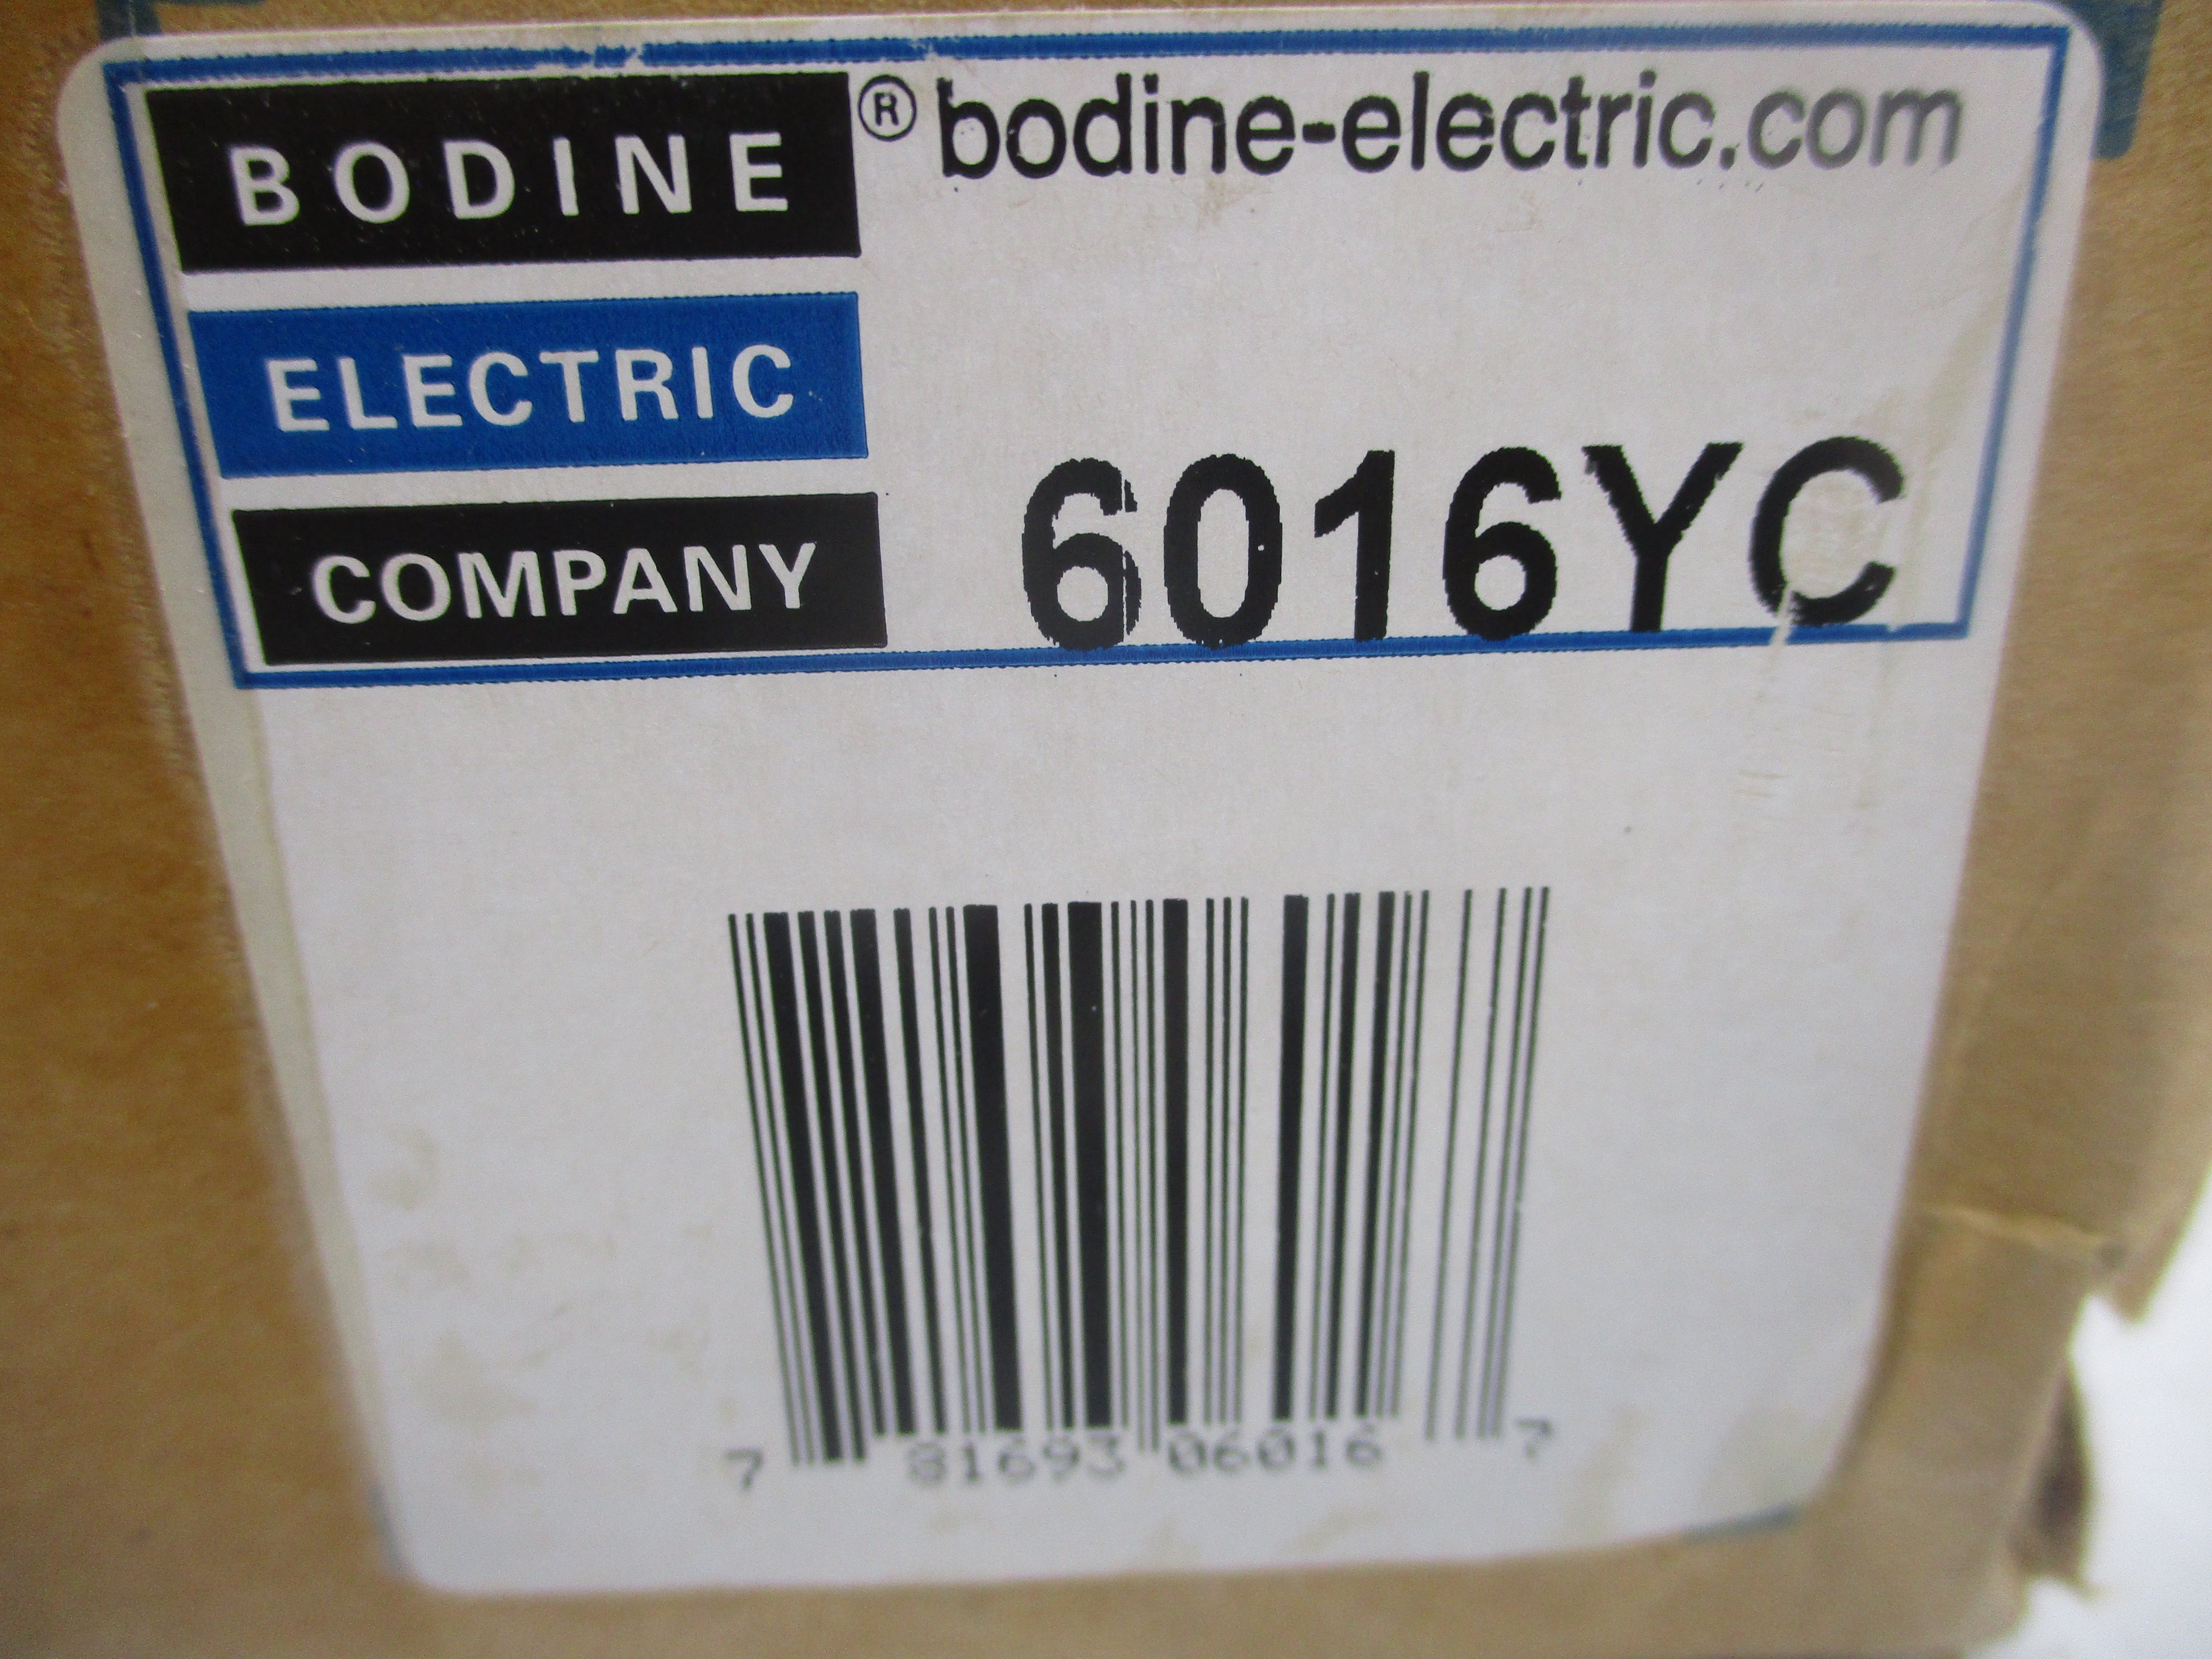 BODINE ® bodine-electric.com
ELECTRIC
COMPANY 6016YC
7 81693 06016 7